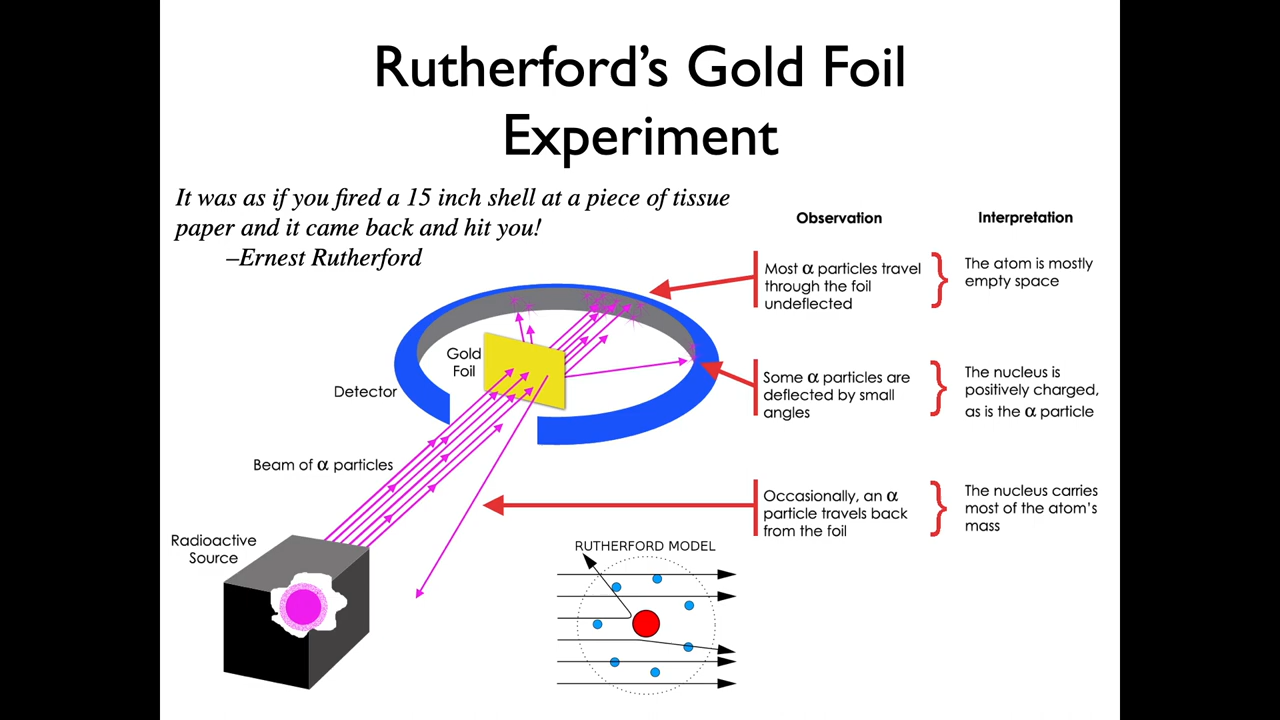 Rutherford’s Gold Foil
Experiment
It was as if you fired a 15 inch shell at a piece of tissue
paper and it came back and hit you!
–Ernest Rutherford
Observation
Interpretation
Most α particles travel
through the foil
undeflected
The atom is mostly
empty space
Gold
Foil
Detector
Some α particles are
deflected by small
angles
The nucleus is
positively charged,
as is the α particle
Beam of α particles
Occasionally, an α
particle travels back
from the foil
The nucleus carries
most of the atom’s
mass
Radioactive
Source
RUTHERFORD MODEL